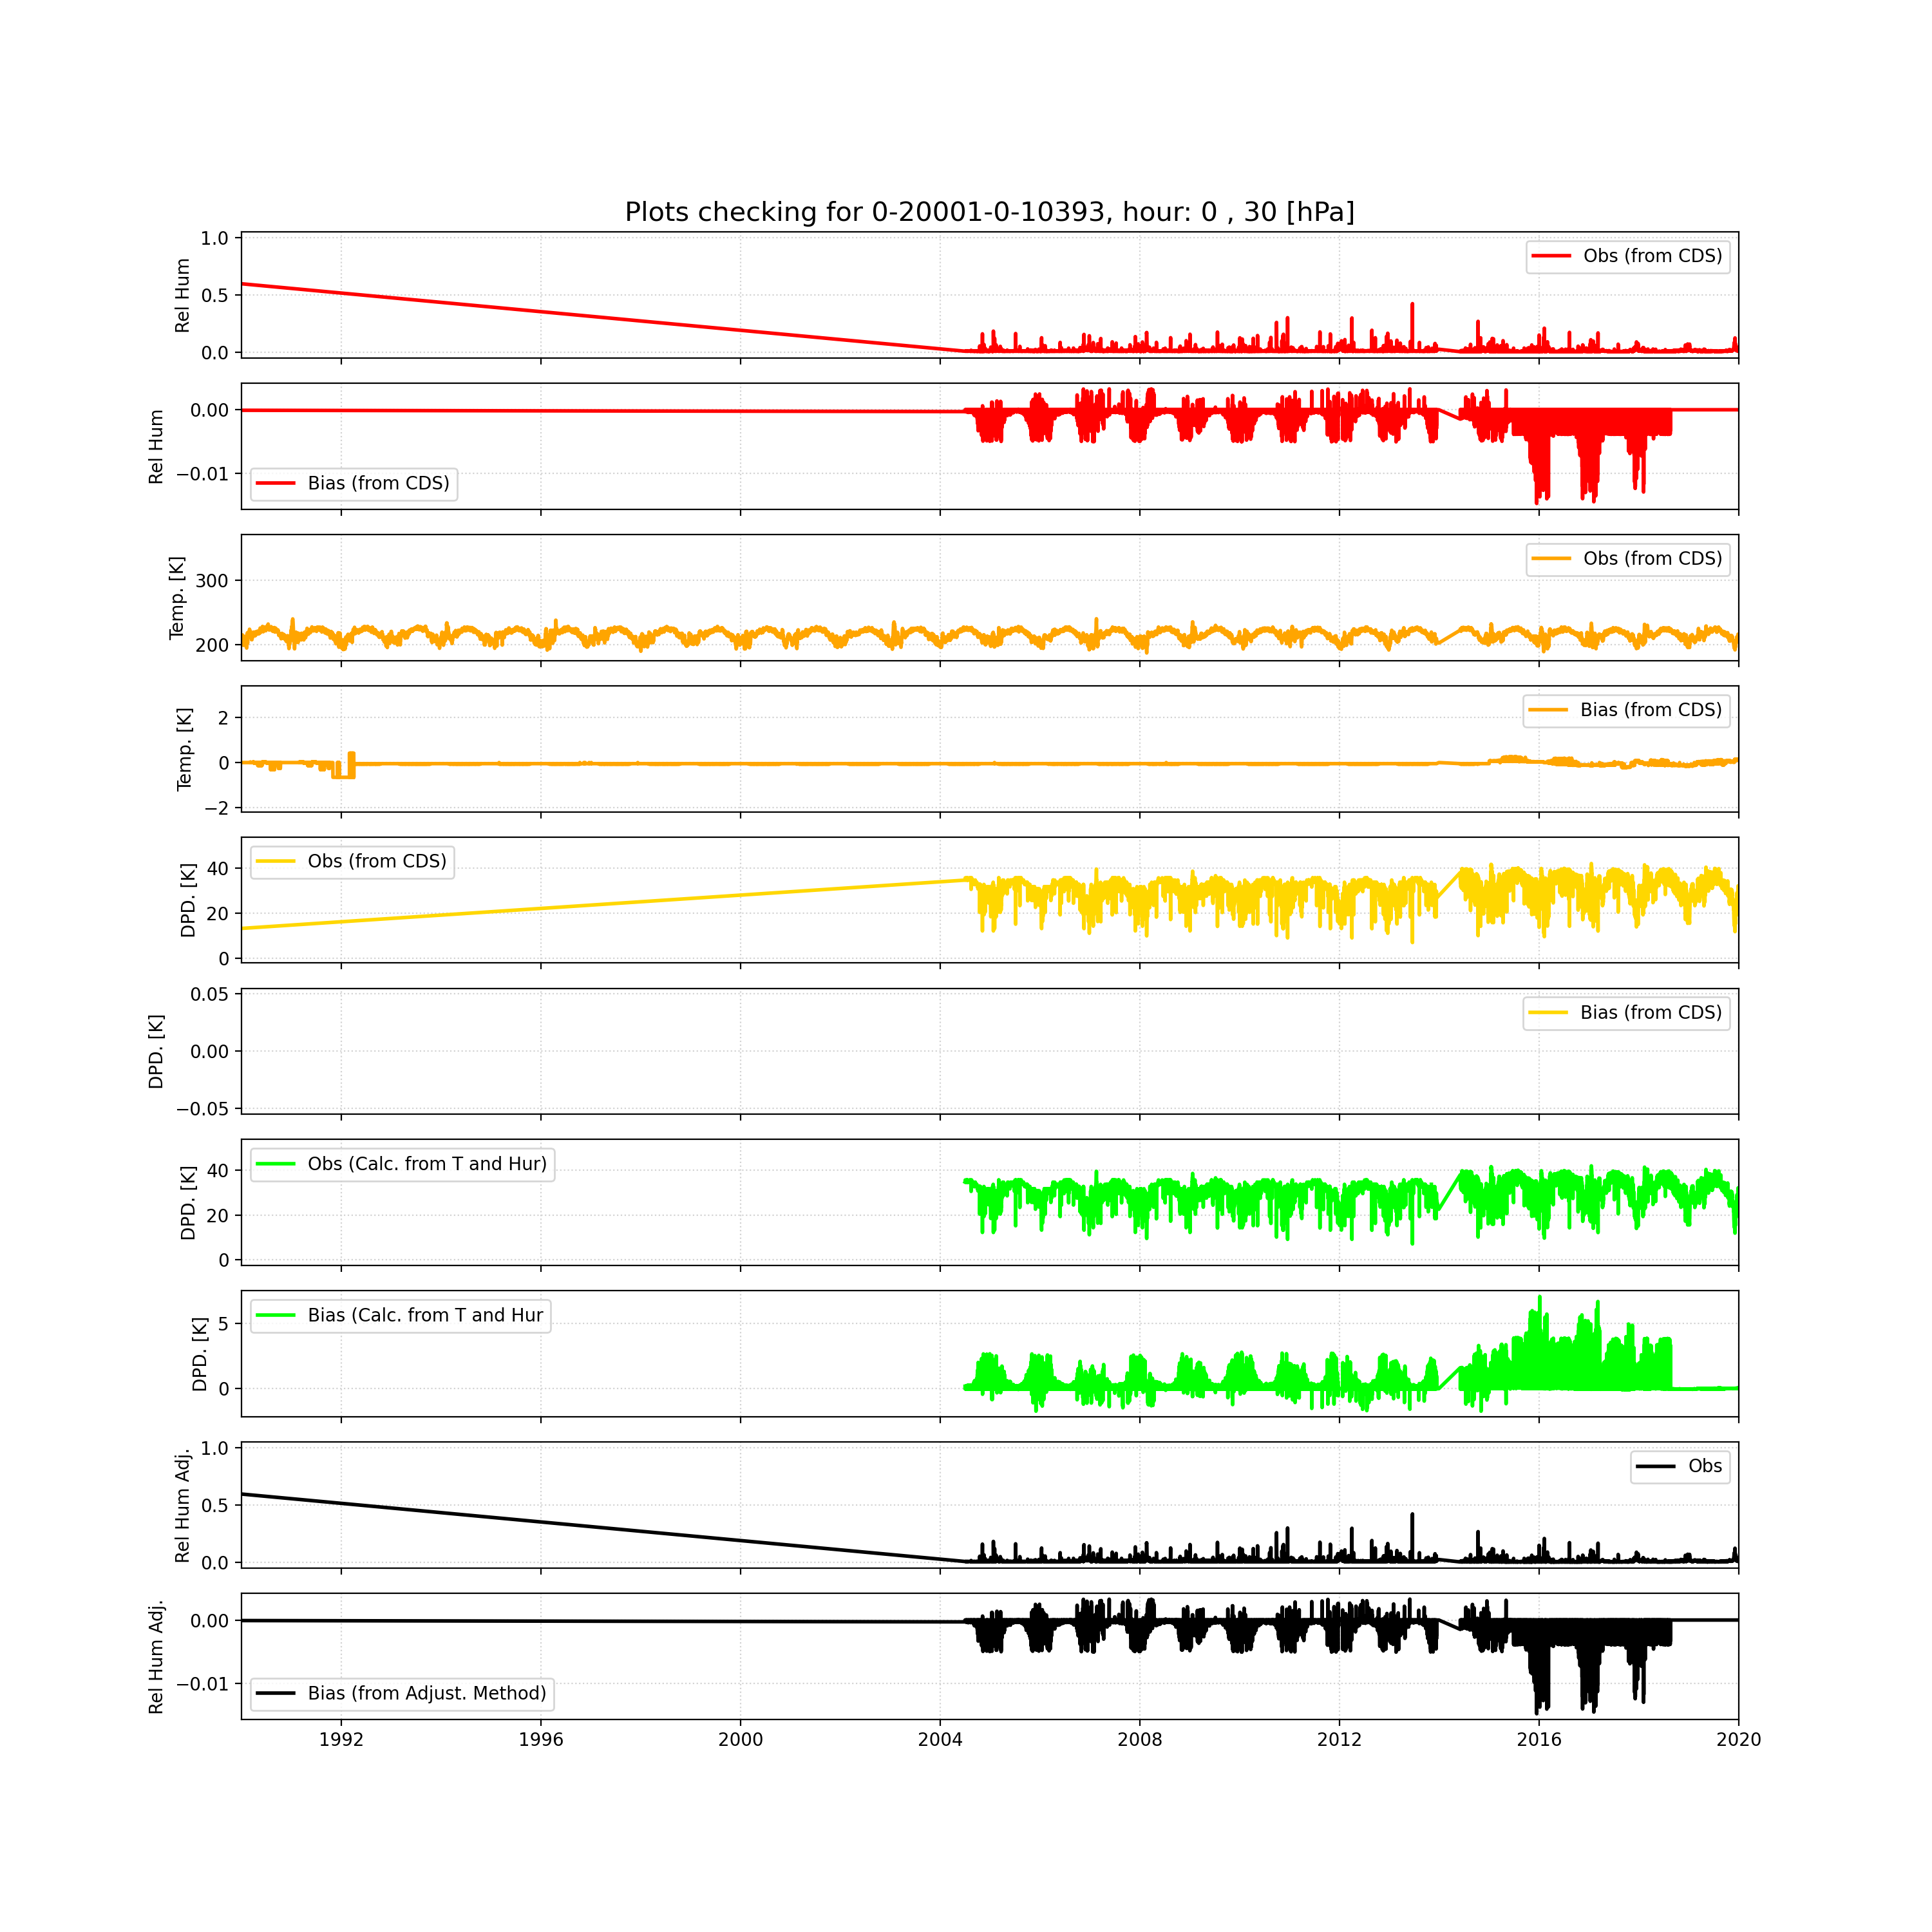 Plots checking for 0-20001-0-10393, hour: 0 , 30 [hPa]
Rel Hum
1.0
0.5
0.0
Obs (from CDS)
Rel Hum
0.00
−0.01
Bias (from CDS)
Temp. [K]
300
200
Obs (from CDS)
Temp. [K]
2
0
−2
Bias (from CDS)
DPD. [K]
40
20
0
Obs (from CDS)
DPD. [K]
0.05
0.00
−0.05
Bias (from CDS)
DPD. [K]
40
20
0
Obs (Calc. from T and Hur)
DPD. [K]
5
0
Bias (Calc. from T and Hur
Rel Hum Adj.
1.0
0.5
0.0
Obs
Rel Hum Adj.
0.00
−0.01
Bias (from Adjust. Method)
1992 1996 2000 2004 2008 2012 2016 2020